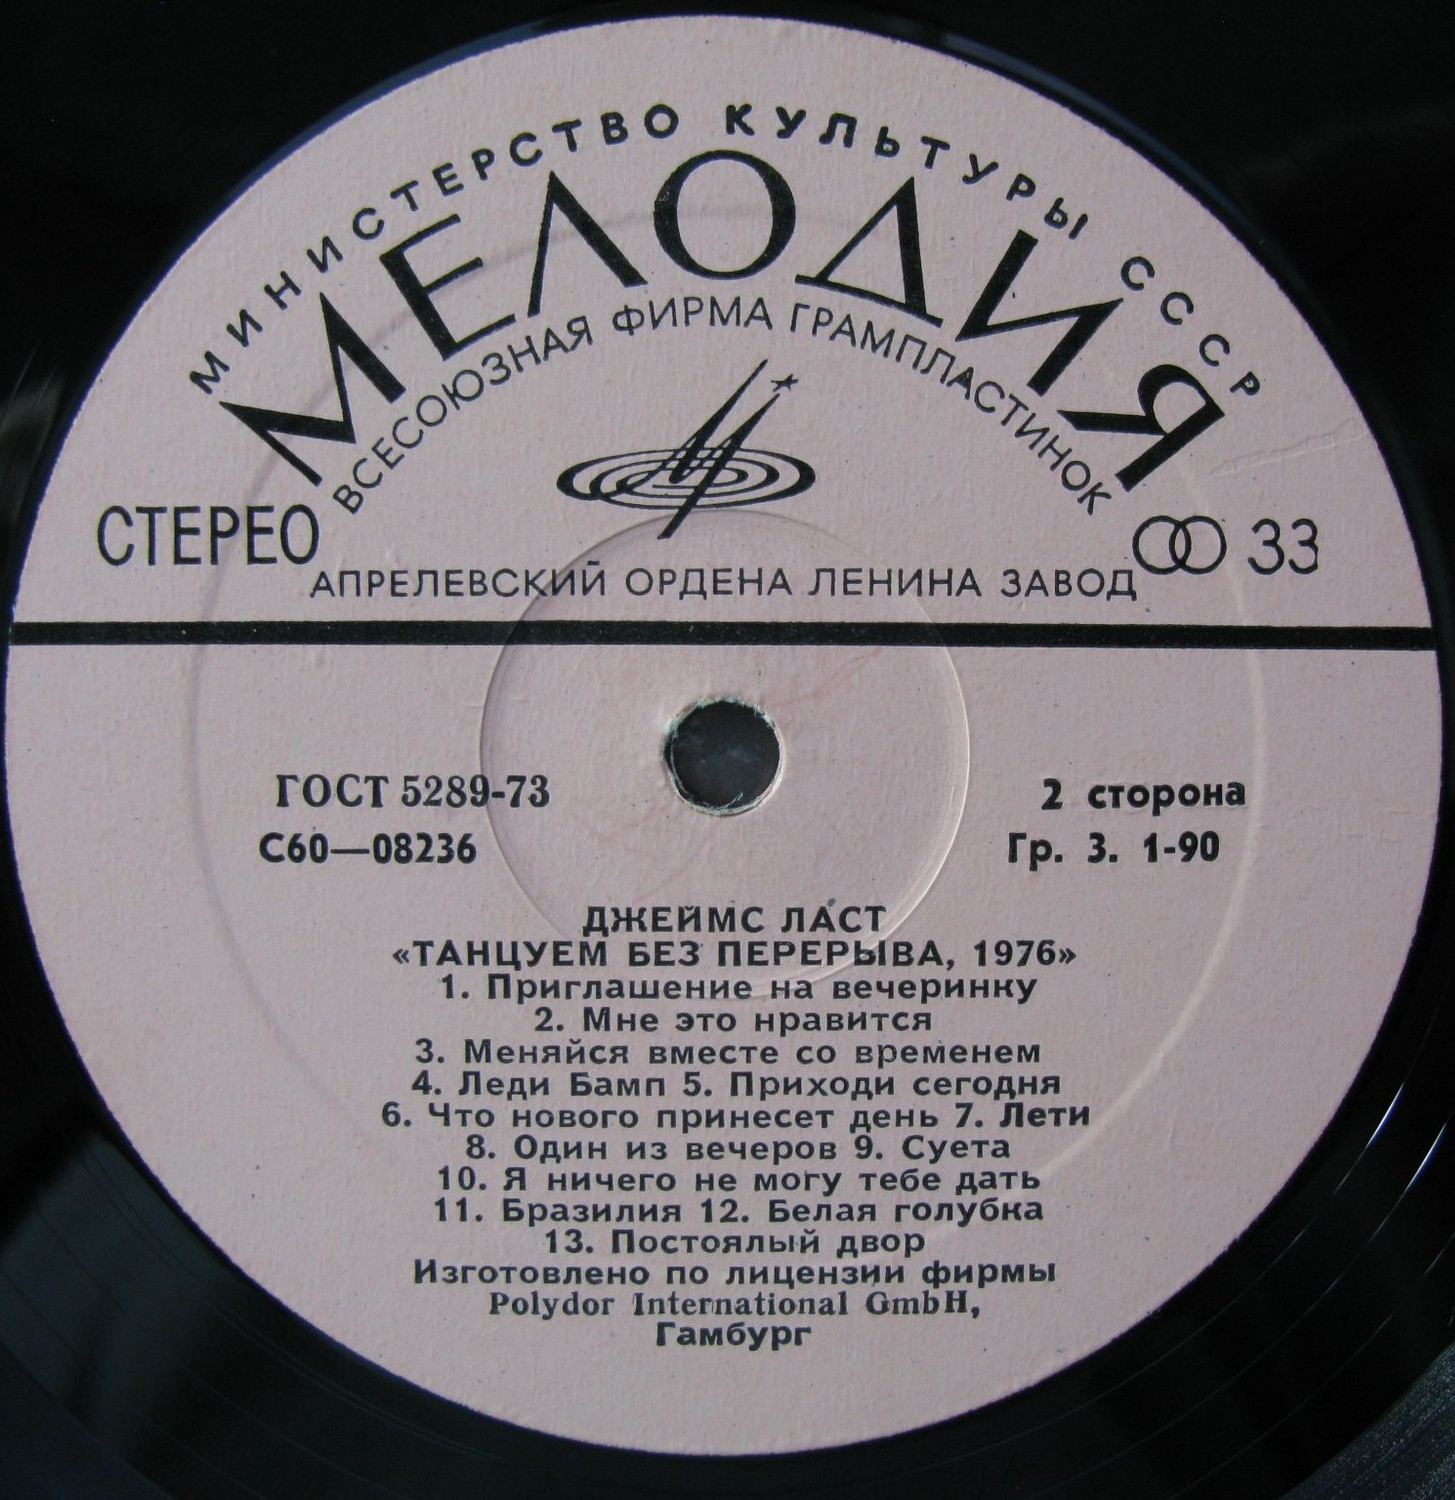 МИНИСТЕРСТВО КУЛЬТУРЫ СССР
МЕЛОДИЯ
ВСЕСОЮЗНАЯ ФИРМА ГРАМПЛАСТИНОК
СТЕРЕО
33
АПРЕЛЕВСКИЙ ОРДЕНА ЛЕНИНА ЗАВОД
ГОСТ 5289-73
2 сторона
С60—08236
Гр. 3. 1-90
ДЖЕЙМС ЛАСТ
«ТАНЦУЕМ БЕЗ ПЕРЕРЫВА, 1976»
1. Приглашение на вечеринку
2. Мне это нравится
3. Меняйся вместе со временем
4. Леди Бамп 5. Приходи сегодня
6. Что нового принесет день 7. Лети
8. Один из вечеров 9. Суета
10. Я ничего не могу тебе дать
11. Бразилия 12. Белая голубка
13. Постоялый двор
Изготовлено по лицензии фирмы
Polydor International GmbH,
Гамбург